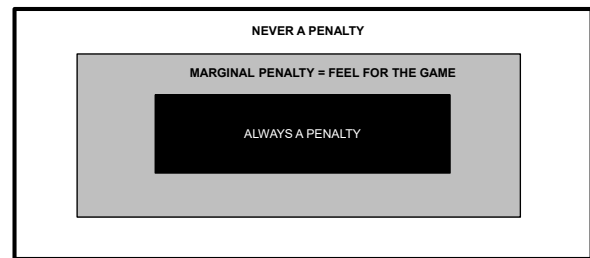 NEVER A PENALTY
MARGINAL PENALTY = FEEL FOR THE GAME
ALWAYS A PENALTY